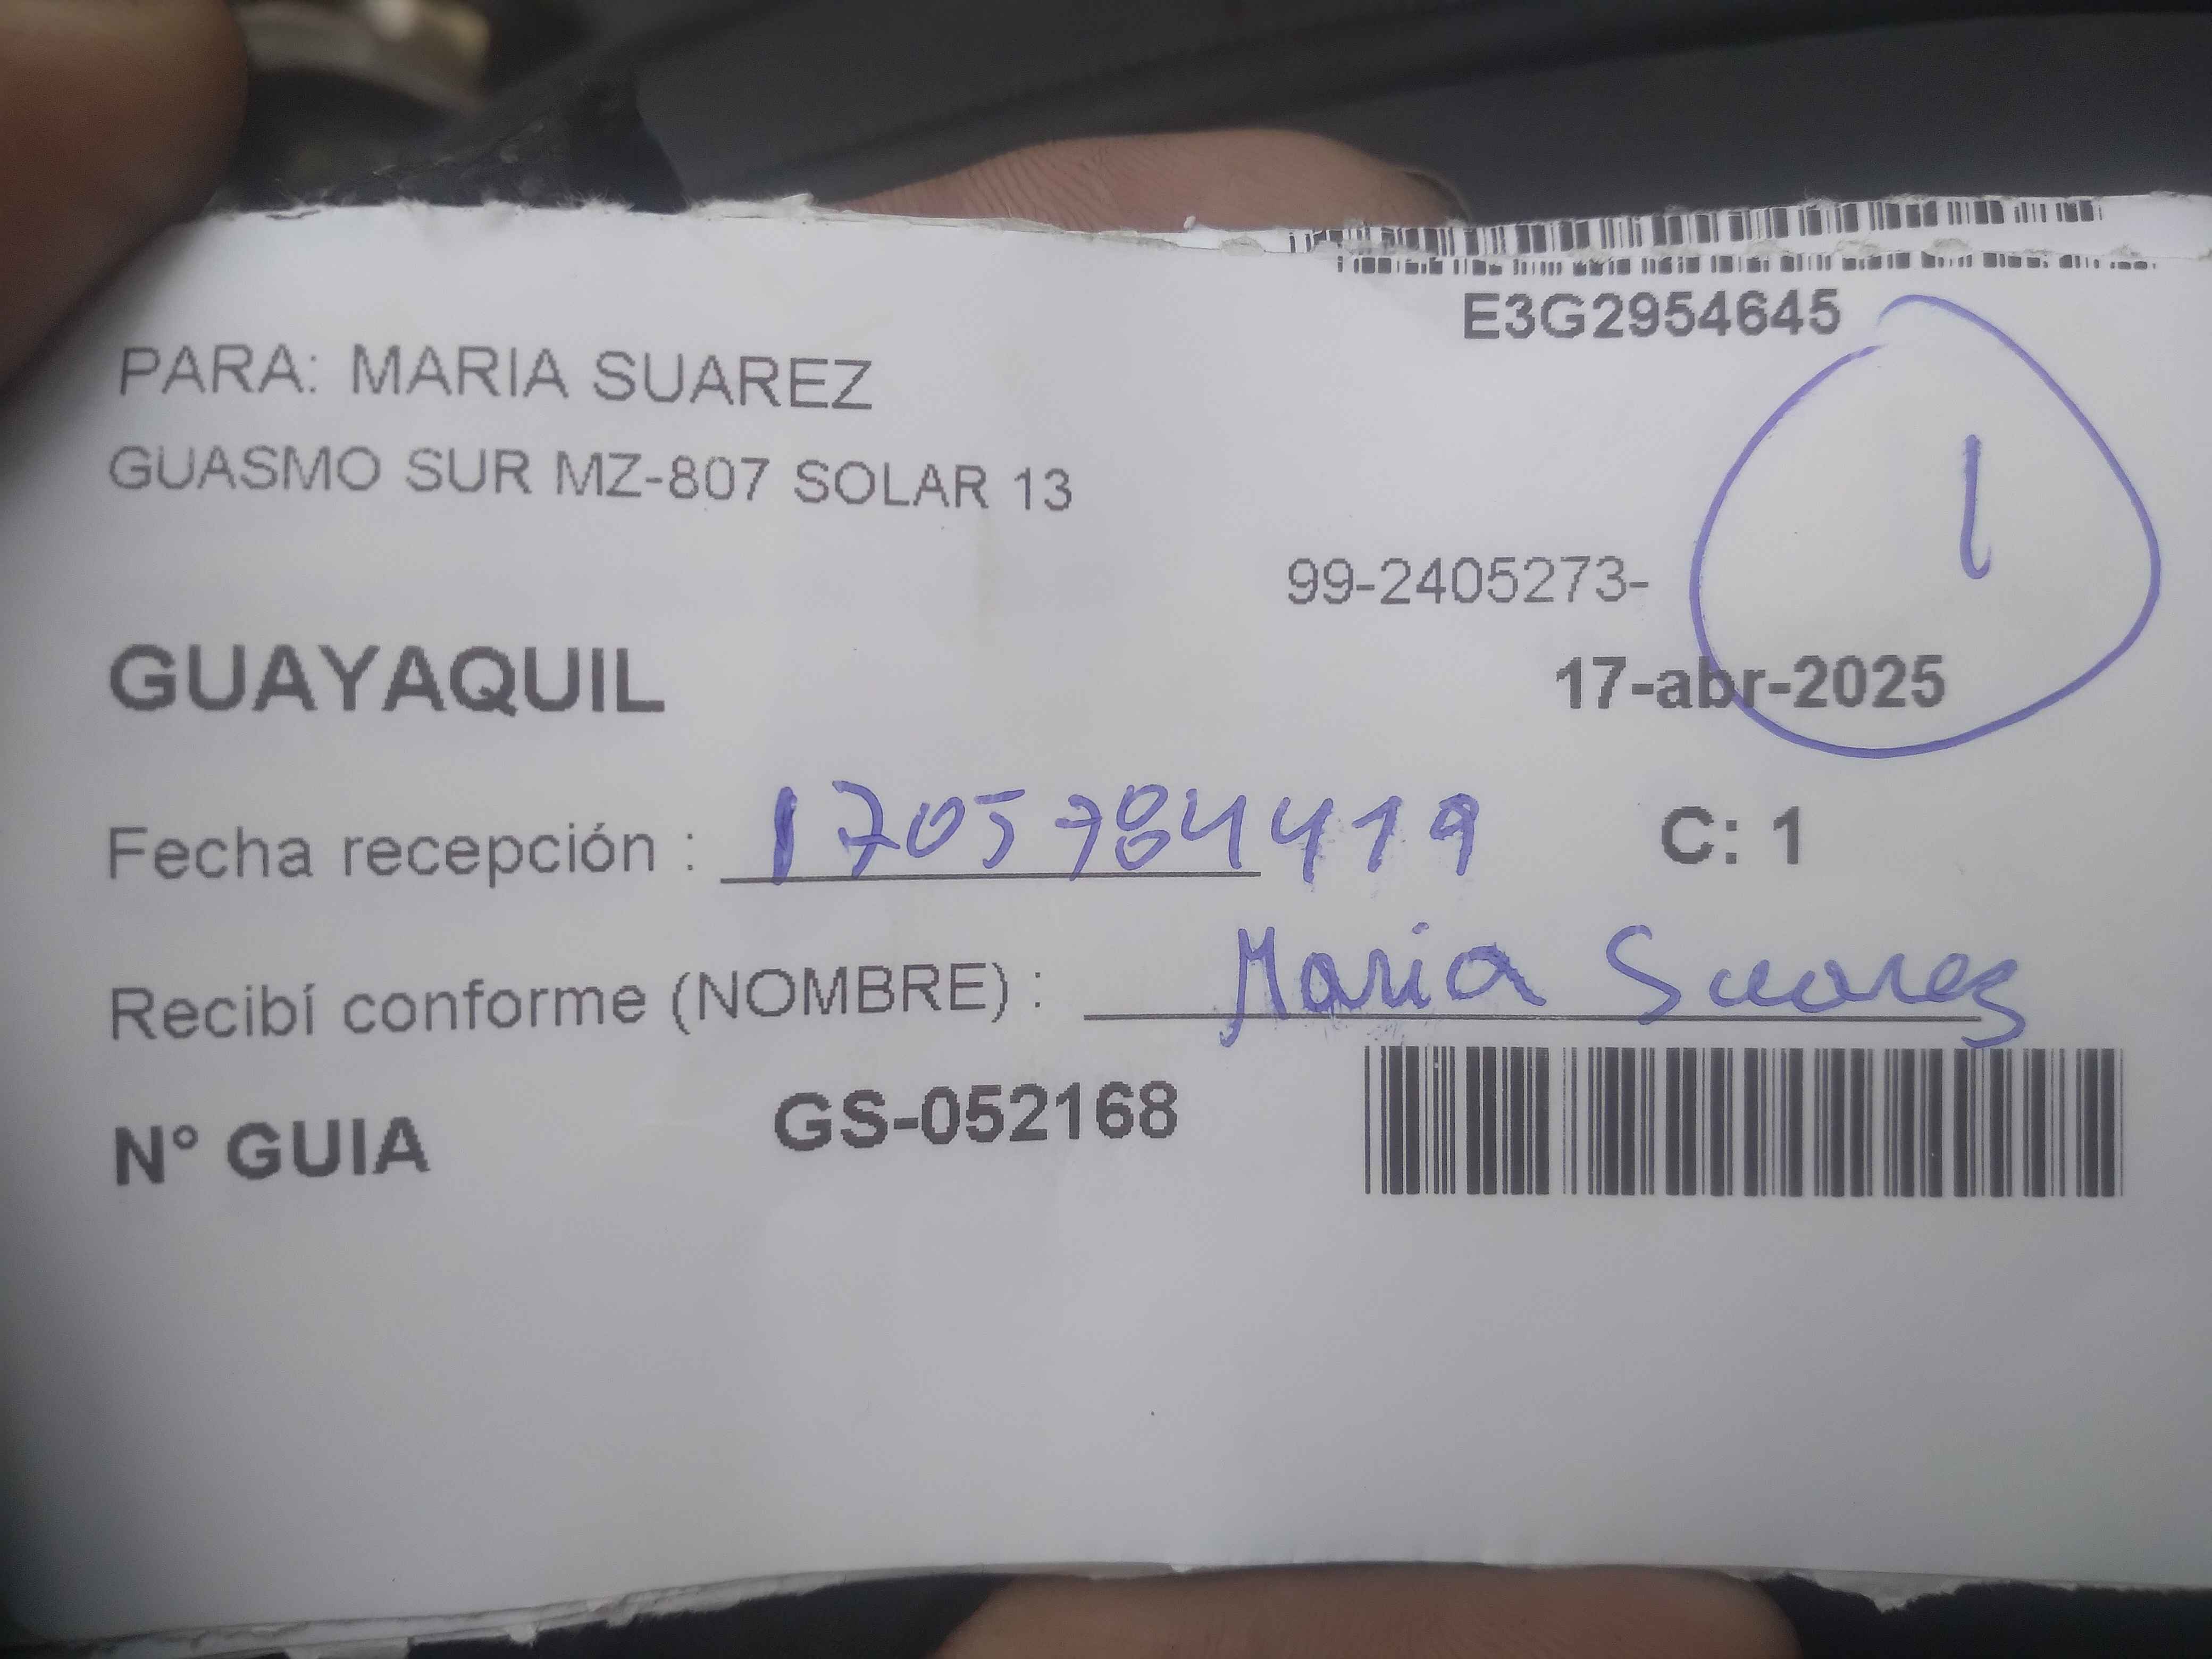 E3G2954645
PARA: MARIA SUAREZ
GUASMO SUR MZ-807 SOLAR 13
1
99-2405273-
GUAYAQUIL
17-abr-2025
Fecha recepción : 1705784419
C: 1
Recibí conforme (NOMBRE) : Maria Suarez
N° GUIA GS-052168